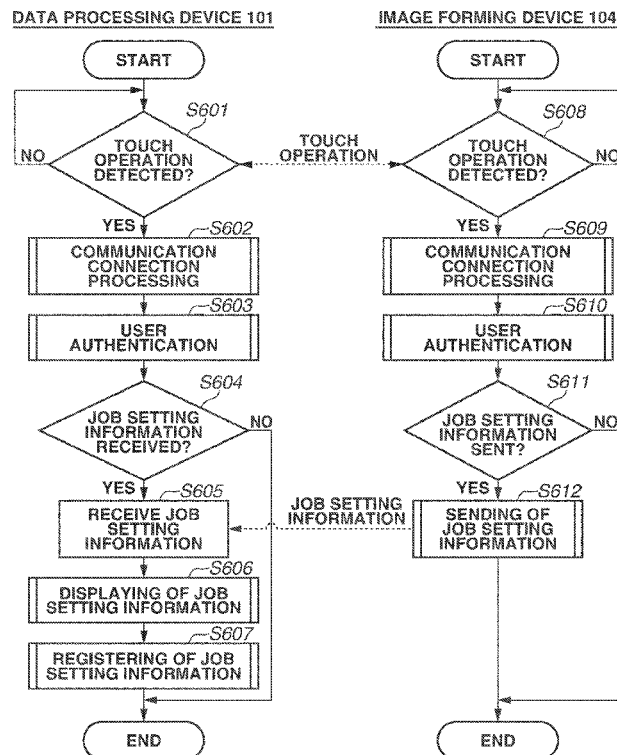 DATA PROCESSING DEVICE 101
START
S601
TOUCH
OPERATION
DETECTED?
NO
YES
S602
COMMUNICATION
CONNECTION
PROCESSING
S603
USER
AUTHENTICATION
S604
JOB SETTING
INFORMATION
RECEIVED?
NO
YES
S605
RECEIVE JOB
SETTING
INFORMATION
S606
DISPLAYING OF JOB
SETTING INFORMATION
S607
REGISTERING OF JOB
SETTING INFORMATION
END
TOUCH
OPERATION
JOB SETTING
INFORMATION
IMAGE FORMING DEVICE 104
START
S608
TOUCH
OPERATION
DETECTED?
NO
YES
S609
COMMUNICATION
CONNECTION
PROCESSING
S610
USER
AUTHENTICATION
S611
JOB SETTING
INFORMATION
SENT?
NO
YES
S612
SENDING OF
JOB SETTING
INFORMATION
END